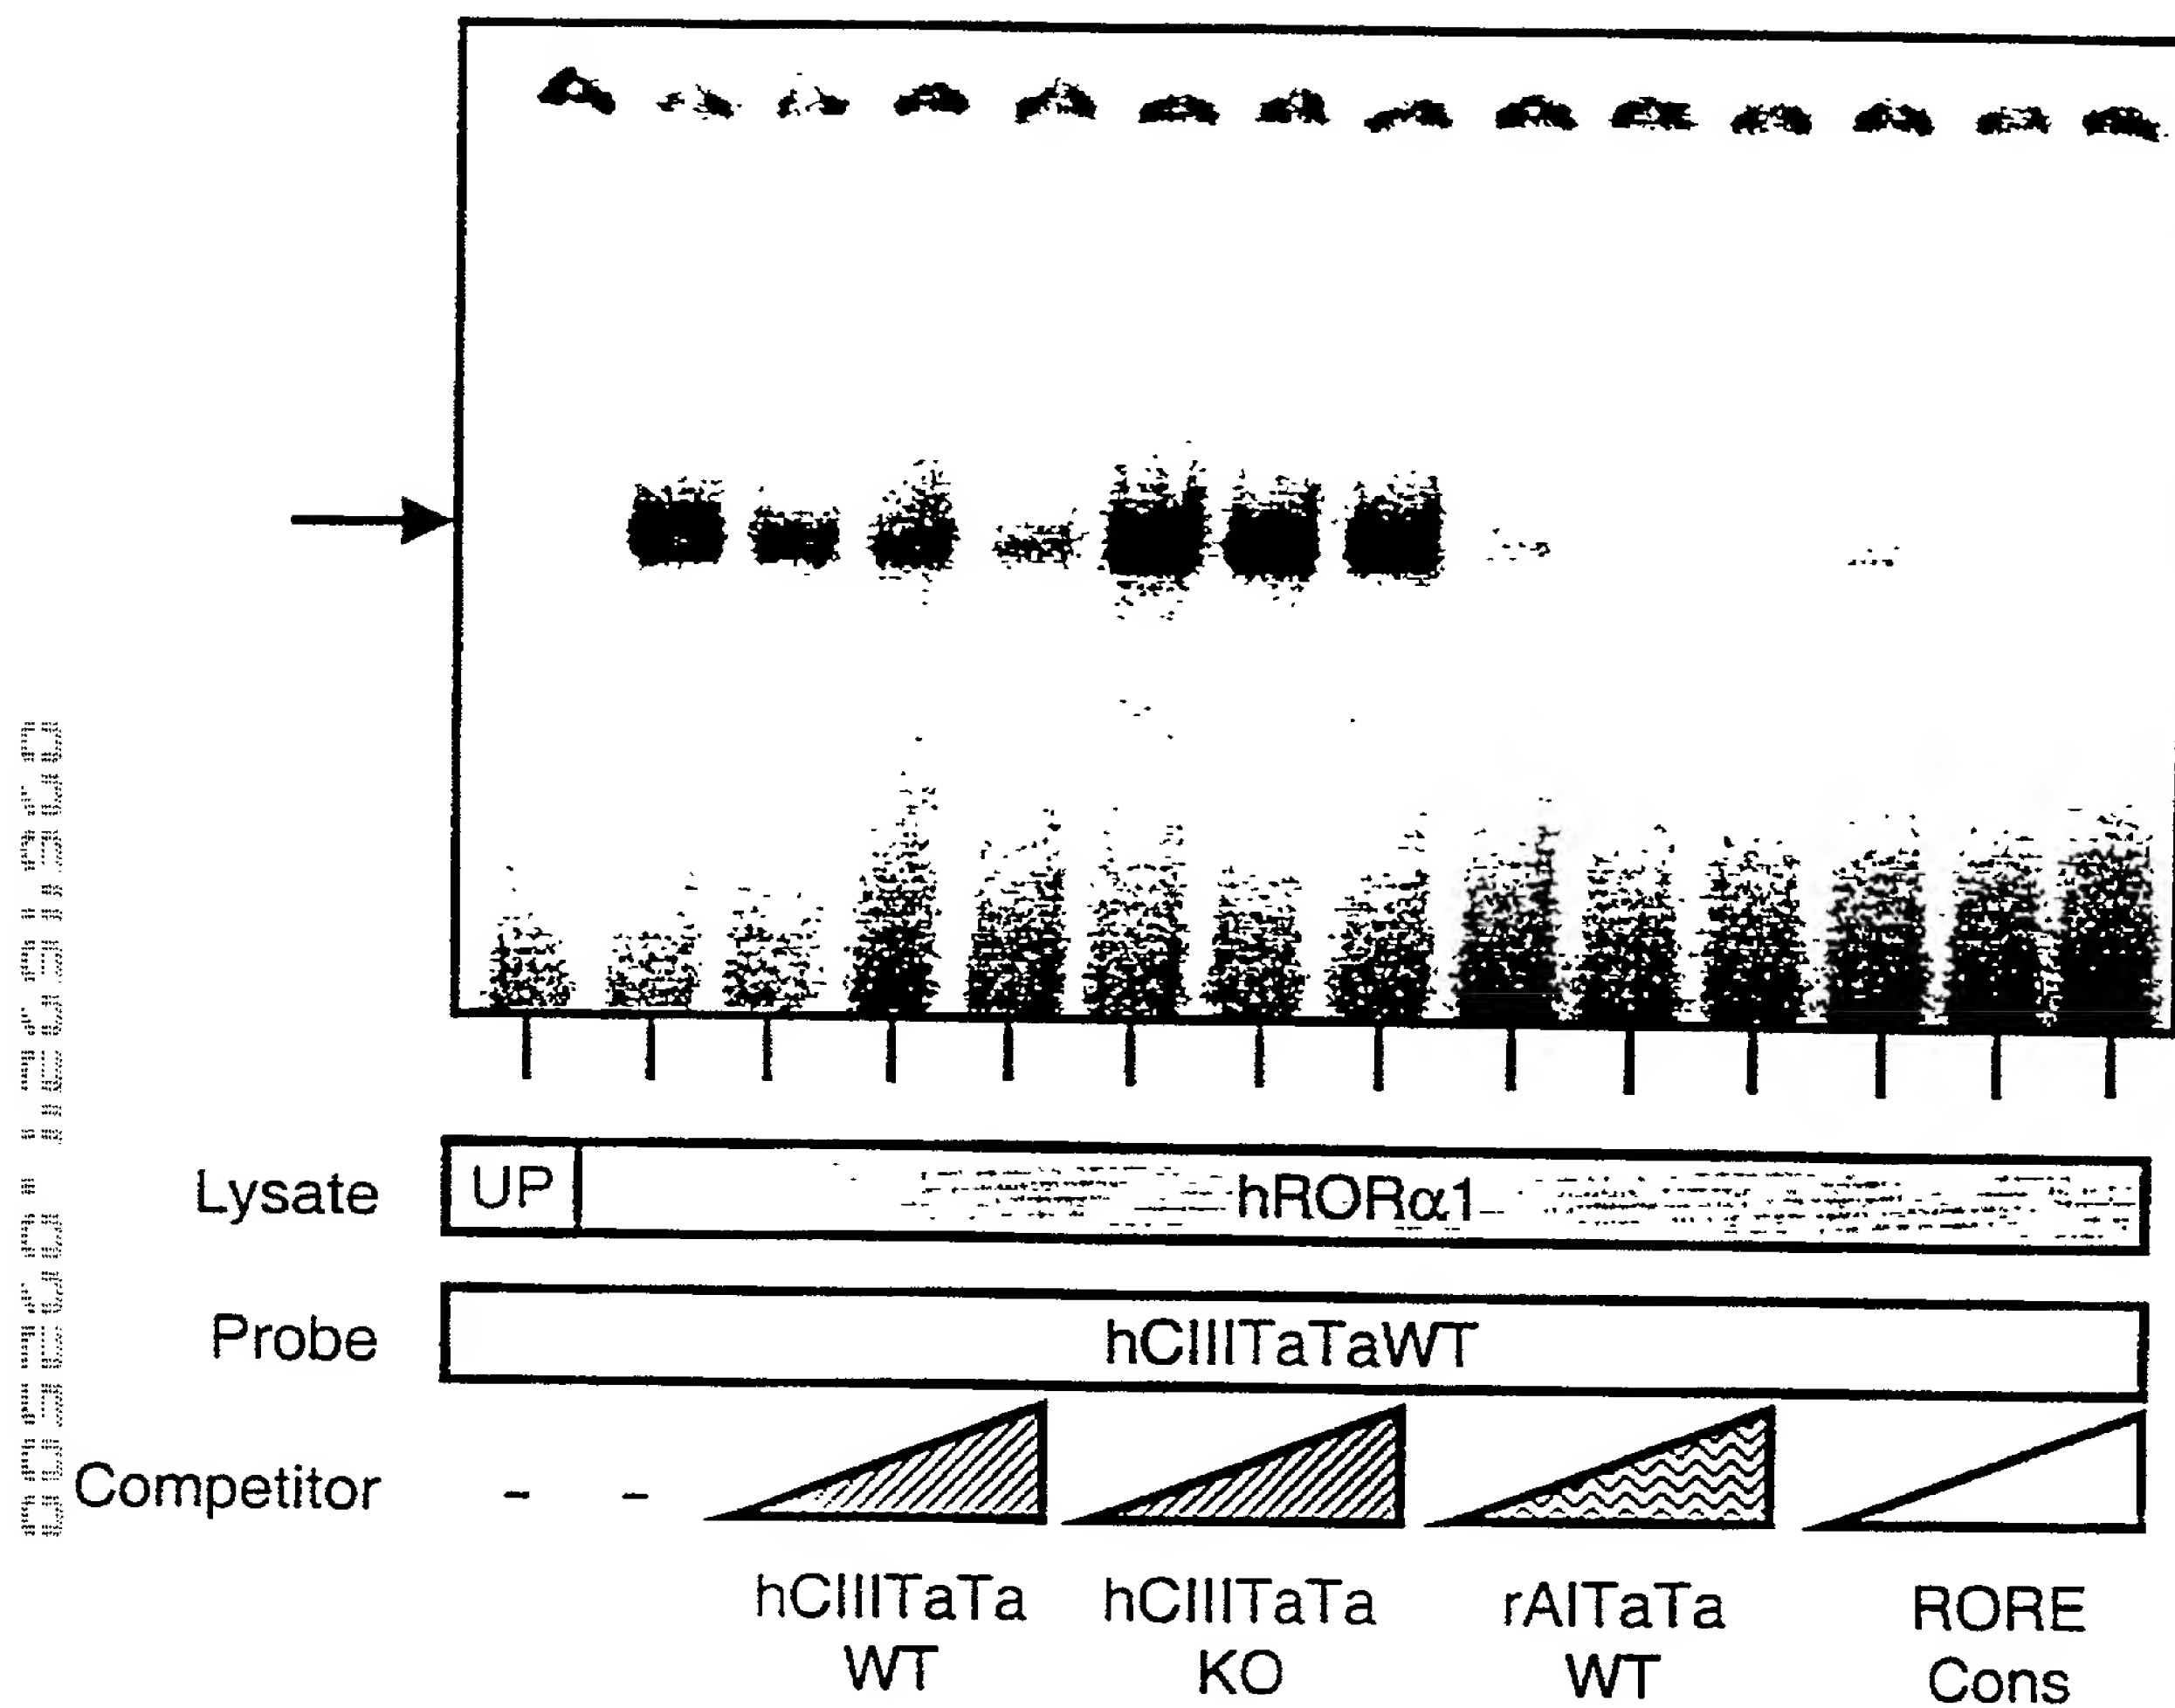 Lysate UP hRORα1
Probe hCIIITaTaWT
Competitor - -
hCIIITaTa hCIIITaTa rAITaTa RORE
WT KO WT Cons